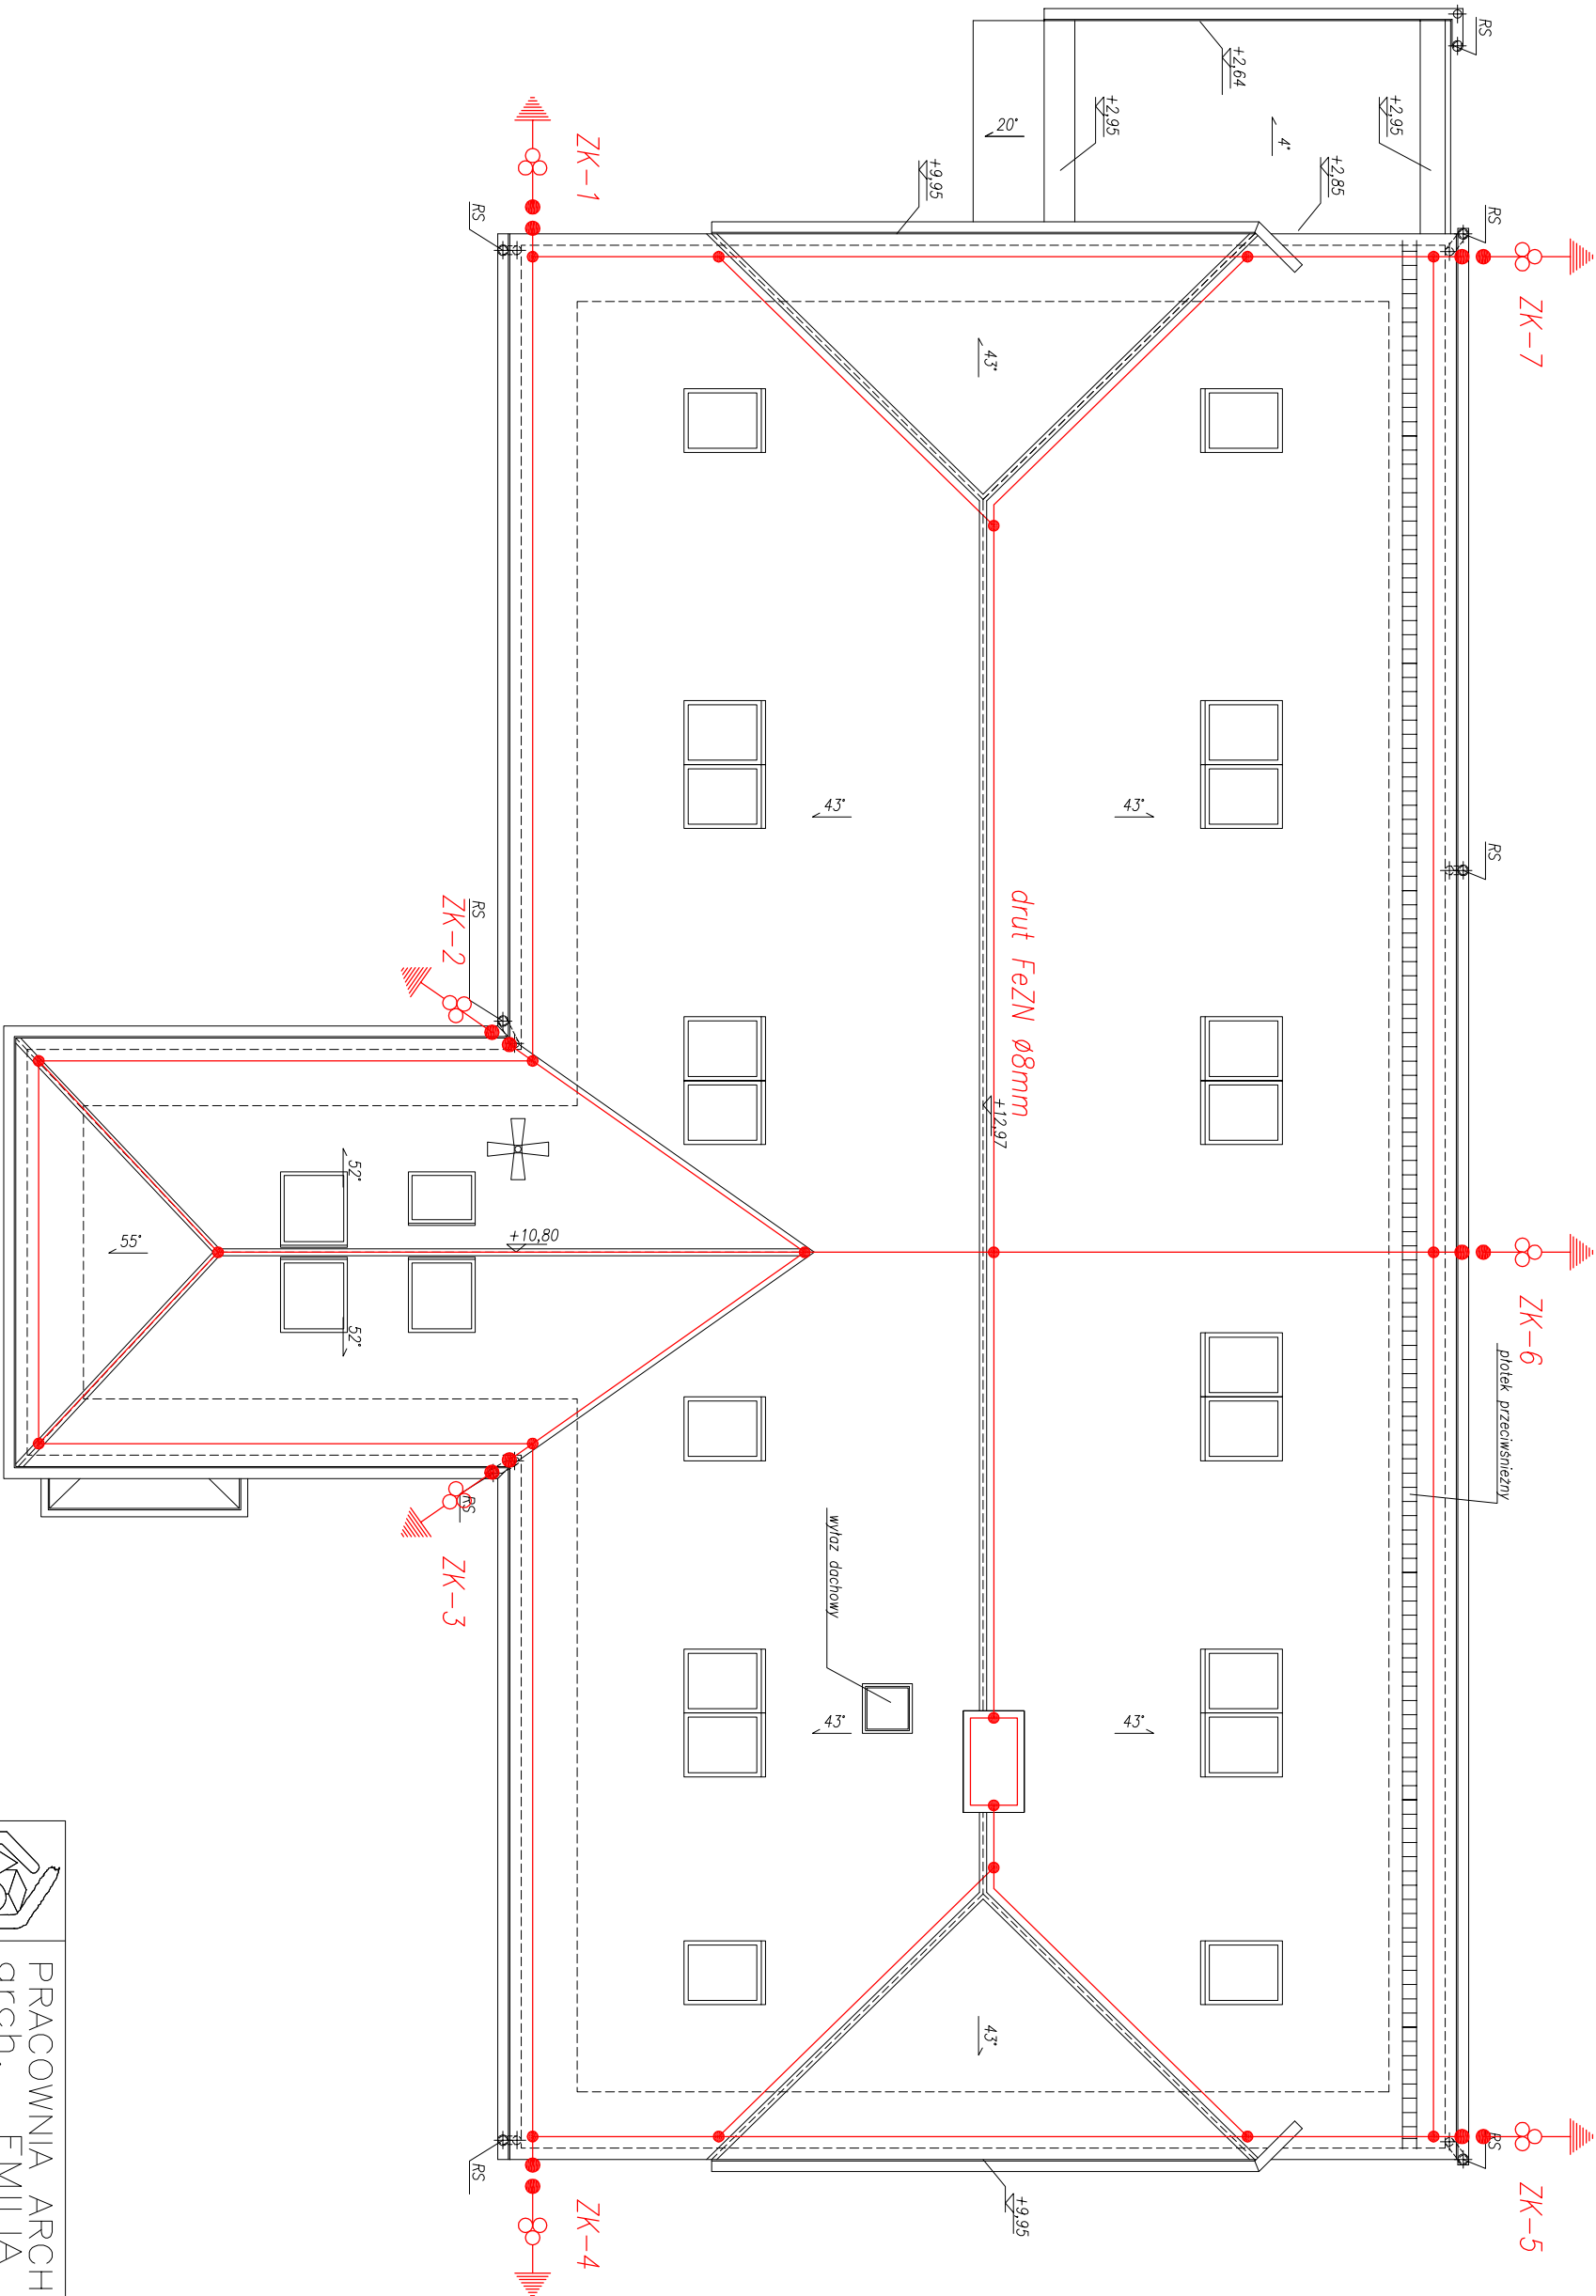 RS
+2,64
+2,95
+2,95
4°
20°
+2,85
+9,95
ZK-1
RS
RS
ZK-7
43°
43°
43°
RS
drut FeZN Ø8mm
+12,97
RS
ZK-2
52°
52°
55°
+10,80
ZK-6
płotek przeciwśnieżny
RS
ZK-3
wyłaz dachowy
43°
43°
43°
RS
ZK-5
RS
ZK-4
+9,95
PRACOWNIA ARCH
arch. EMILIA